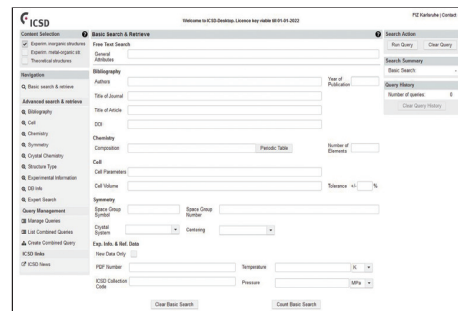 ICSD
Welcome to ICSD-Desktop. Licence key viable till 01-01-2022
FIZ Karlsruhe / Contact
Content Selection
Experim. inorganic structures
Experim. metal-organic str.
Theoretical structures
Navigation
Basic search & retrieve
Advanced search & retrieve
Bibliography
Cell
Chemistry
Symmetry
Crystal Chemistry
Structure Type
Experimental Information
DB Info
Expert Search
Query Management
Manage Queries
List Combined Queries
Create Combined Query
ICSD links
ICSD News
Basic Search & Retrieve
Free Text Search
General Attributes
Bibliography
Authors
Year of Publication
Title of Journal
Title of Article
DOI
Chemistry
Composition
Periodic Table
Number of Elements
Cell
Cell Parameters
Cell Volume
Tolerance +/- %
Symmetry
Space Group Symbol
Space Group Number
Crystal System
Centering
Exp. Info. & Ref. Data
New Data Only
PDF Number
Temperature
K
ICSD Collection Code
Pressure
MPa
Clear Basic Search
Count Basic Search
Search Action
Run Query
Clear Query
Search Summary
Basic Search: -
Query History
Number of queries: 0
Clear Query History